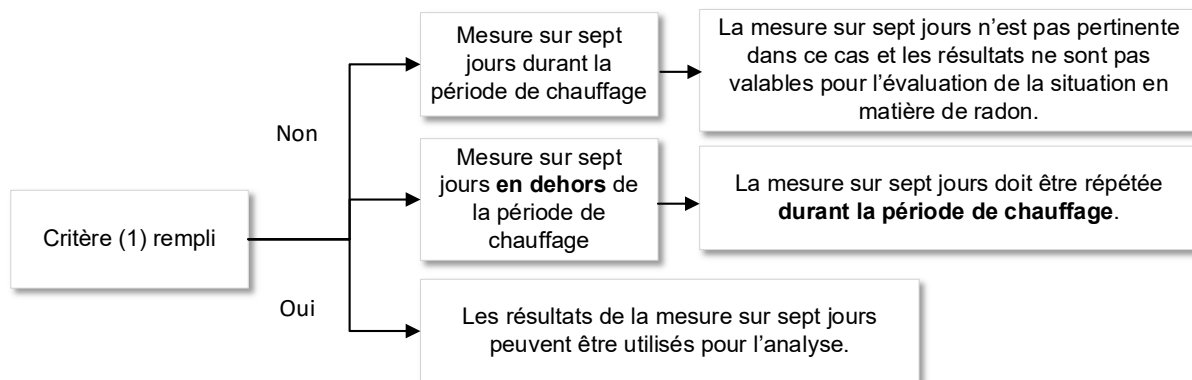 Mesure sur sept
jours durant la
période de chauffage
La mesure sur sept jours n’est pas pertinente
dans ce cas et les résultats ne sont pas
valables pour l’évaluation de la situation en
matière de radon.
Non
Mesure sur sept
jours en dehors de
la période de
chauffage
La mesure sur sept jours doit être répétée
durant la période de chauffage.
Critère (1) rempli
Oui
Les résultats de la mesure sur sept jours
peuvent être utilisés pour l’analyse.